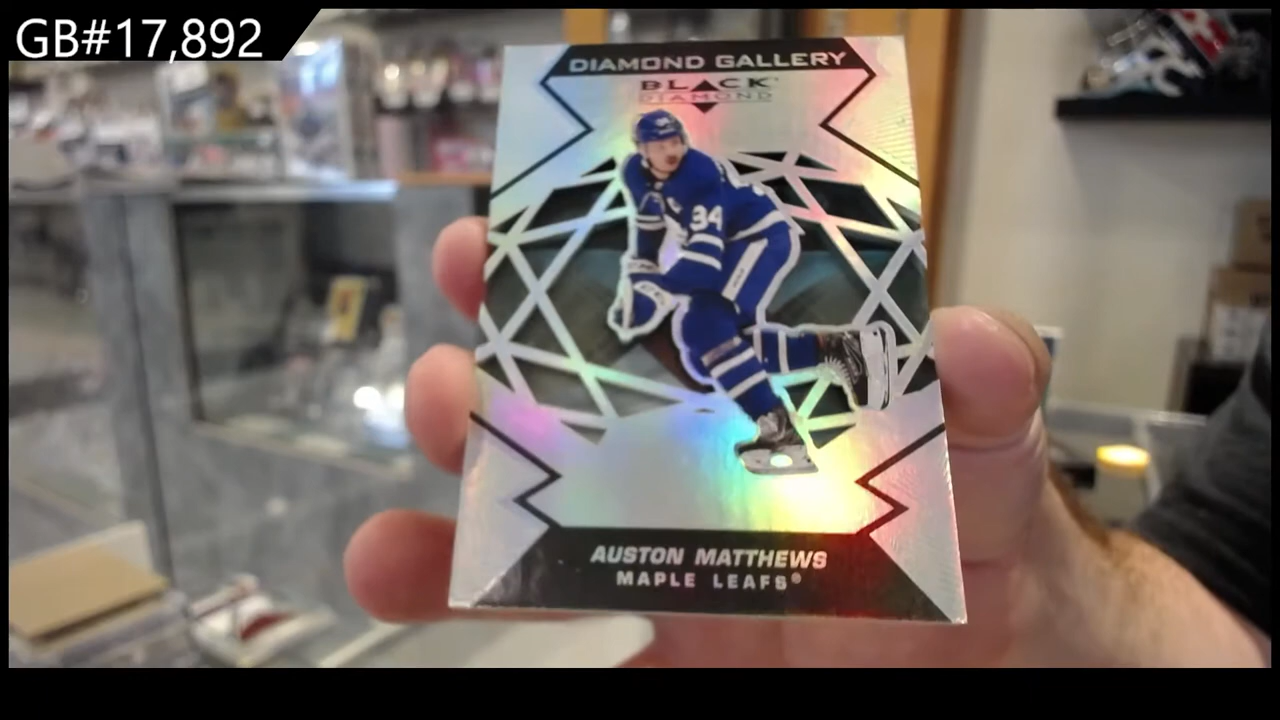 GB#17,892
DIAMOND GALLERY
BLACK
DIAMOND
34
AUSTON MATTHEWS
MAPLE LEAFS®